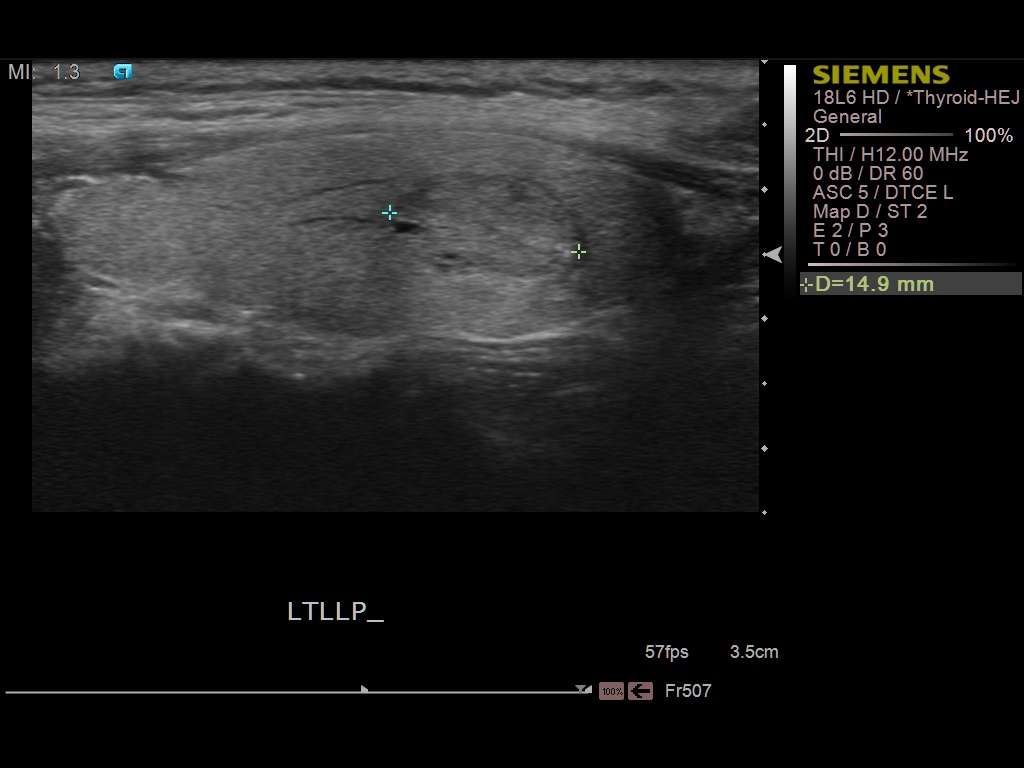 MI: 1.3
SIEMENS
18L6 HD / *Thyroid-HEJ
General
2D 100%
THI / H12.00 MHz
0 dB / DR 60
ASC 5 / DTCE L
Map D / ST 2
E 2 / P 3
T 0 / B 0
D=14.9 mm
LTLLP_
57fps 3.5cm
100% Fr507